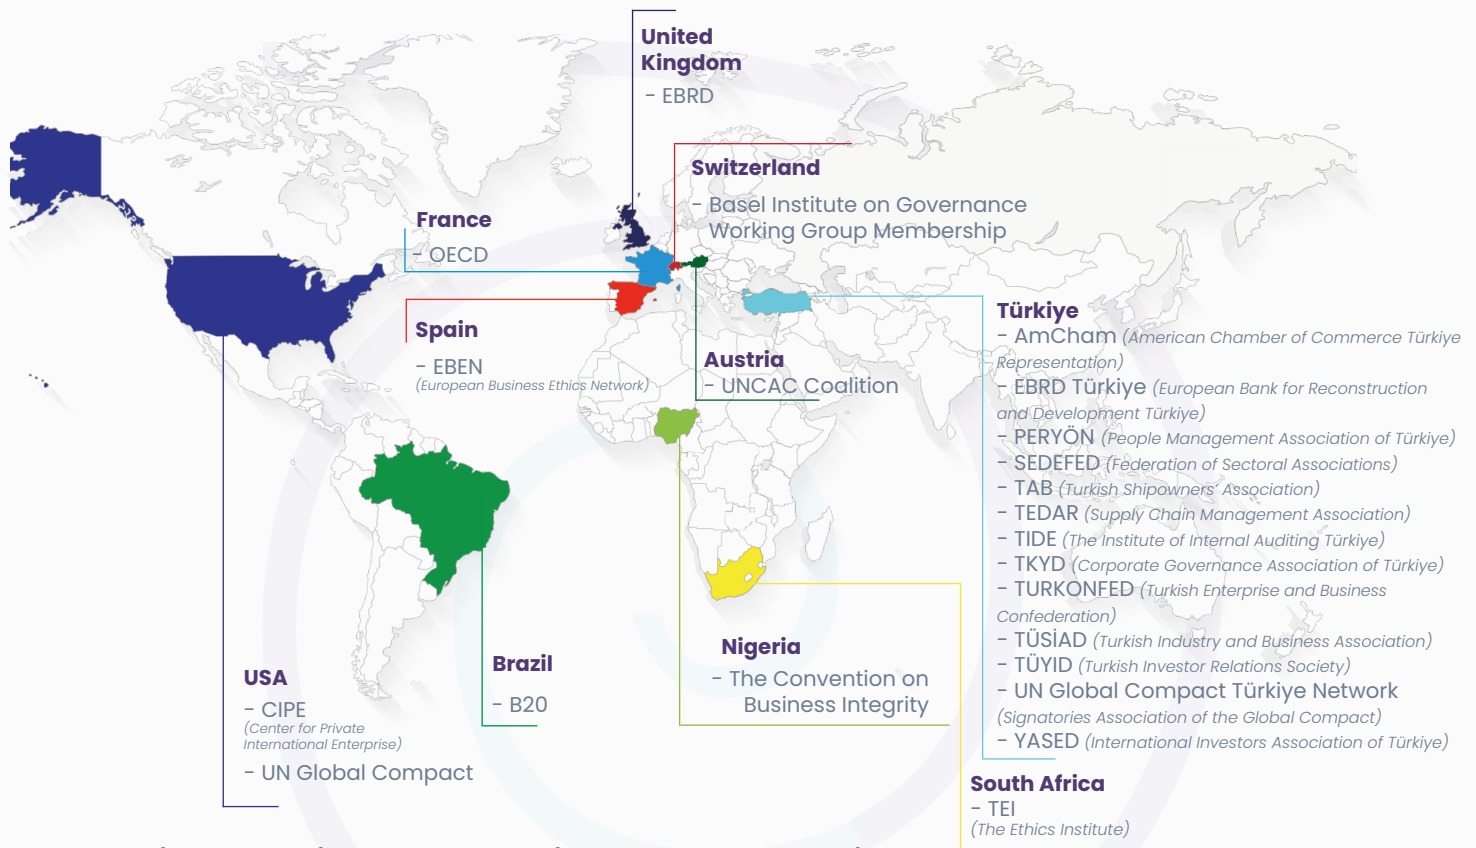 United
Kingdom
- EBRD
Switzerland
- Basel Institute on Governance
Working Group Membership
France
- OECD
Spain
- EBEN
(European Business Ethics Network)
Austria
- UNCAC Coalition
Türkiye
- AmCham (American Chamber of Commerce Türkiye
Representation)
- EBRD Türkiye (European Bank for Reconstruction
and Development Türkiye)
- PERYÖN (People Management Association of Türkiye)
- SEDEFED (Federation of Sectoral Associations)
- TAB (Turkish Shipowners' Association)
- TEDAR (Supply Chain Management Association)
- TIDE (The Institute of Internal Auditing Türkiye)
- TKYD (Corporate Governance Association of Türkiye)
- TURKONFED (Turkish Enterprise and Business
Confederation)
- TÜSİAD (Turkish Industry and Business Association)
- TÜYID (Turkish Investor Relations Society)
- UN Global Compact Türkiye Network
(Signatories Association of the Global Compact)
- YASED (International Investors Association of Türkiye)
USA
- CIPE
(Center for Private
International Enterprise)
- UN Global Compact
Brazil
- B20
Nigeria
- The Convention on
Business Integrity
South Africa
- TEI
(The Ethics Institute)